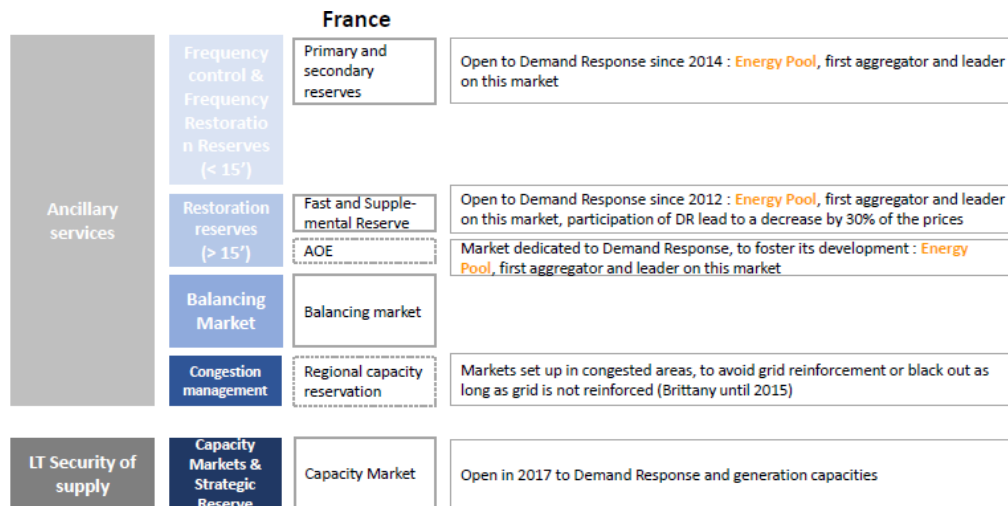 France
Ancillary
services
Frequency
control &
Frequency
Restoratio
n Reserves
(< 15’)
Primary and
secondary
reserves
Open to Demand Response since 2014 : Energy Pool, first aggregator and leader
on this market
Restoration
reserves
(> 15’)
Fast and Supple-
mental Reserve
Open to Demand Response since 2012 : Energy Pool, first aggregator and leader
on this market, participation of DR lead to a decrease by 30% of the prices
AOE
Market dedicated to Demand Response, to foster its development : Energy
Pool, first aggregator and leader on this market
Balancing
Market
Balancing market
Congestion
management
Regional capacity
reservation
Markets set up in congested areas, to avoid grid reinforcement or black out as
long as grid is not reinforced (Brittany until 2015)
LT Security of
supply
Capacity
Markets &
Strategic
Reserve
Capacity Market
Open in 2017 to Demand Response and generation capacities